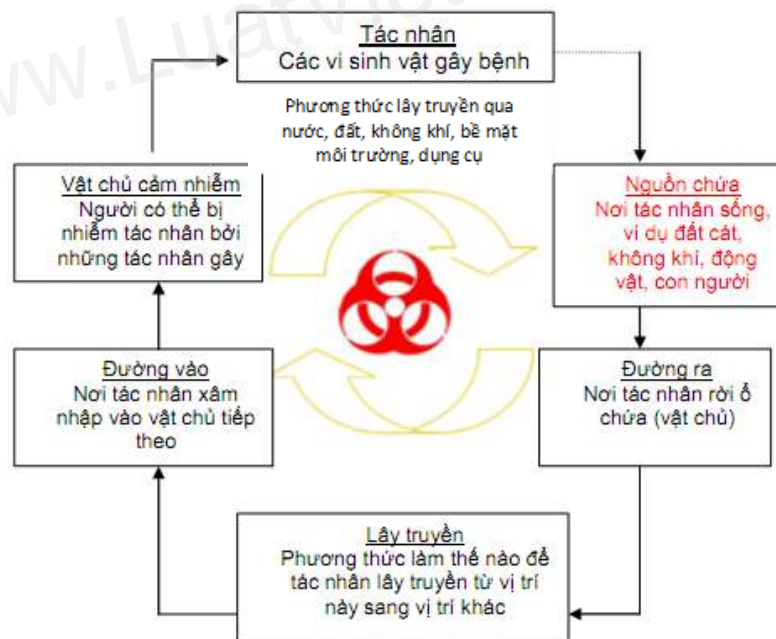 www.LuatVie
Tác nhân
Các vi sinh vật gây bệnh
Phương thức lây truyền qua
nước, đất, không khí, bề mặt
môi trường, dụng cụ
Nguồn chứa
Nơi tác nhân sống,
ví dụ đất cát,
không khí, động
vật, con người
Đường ra
Nơi tác nhân rời ổ
chứa (vật chủ)
Lây truyền
Phương thức làm thế nào để
tác nhân lây truyền từ vị trí
này sang vị trí khác
Đường vào
Nơi tác nhân xâm
nhập vào vật chủ tiếp
theo
Vật chủ cảm nhiễm
Người có thể bị
nhiễm tác nhân bởi
những tác nhân gây